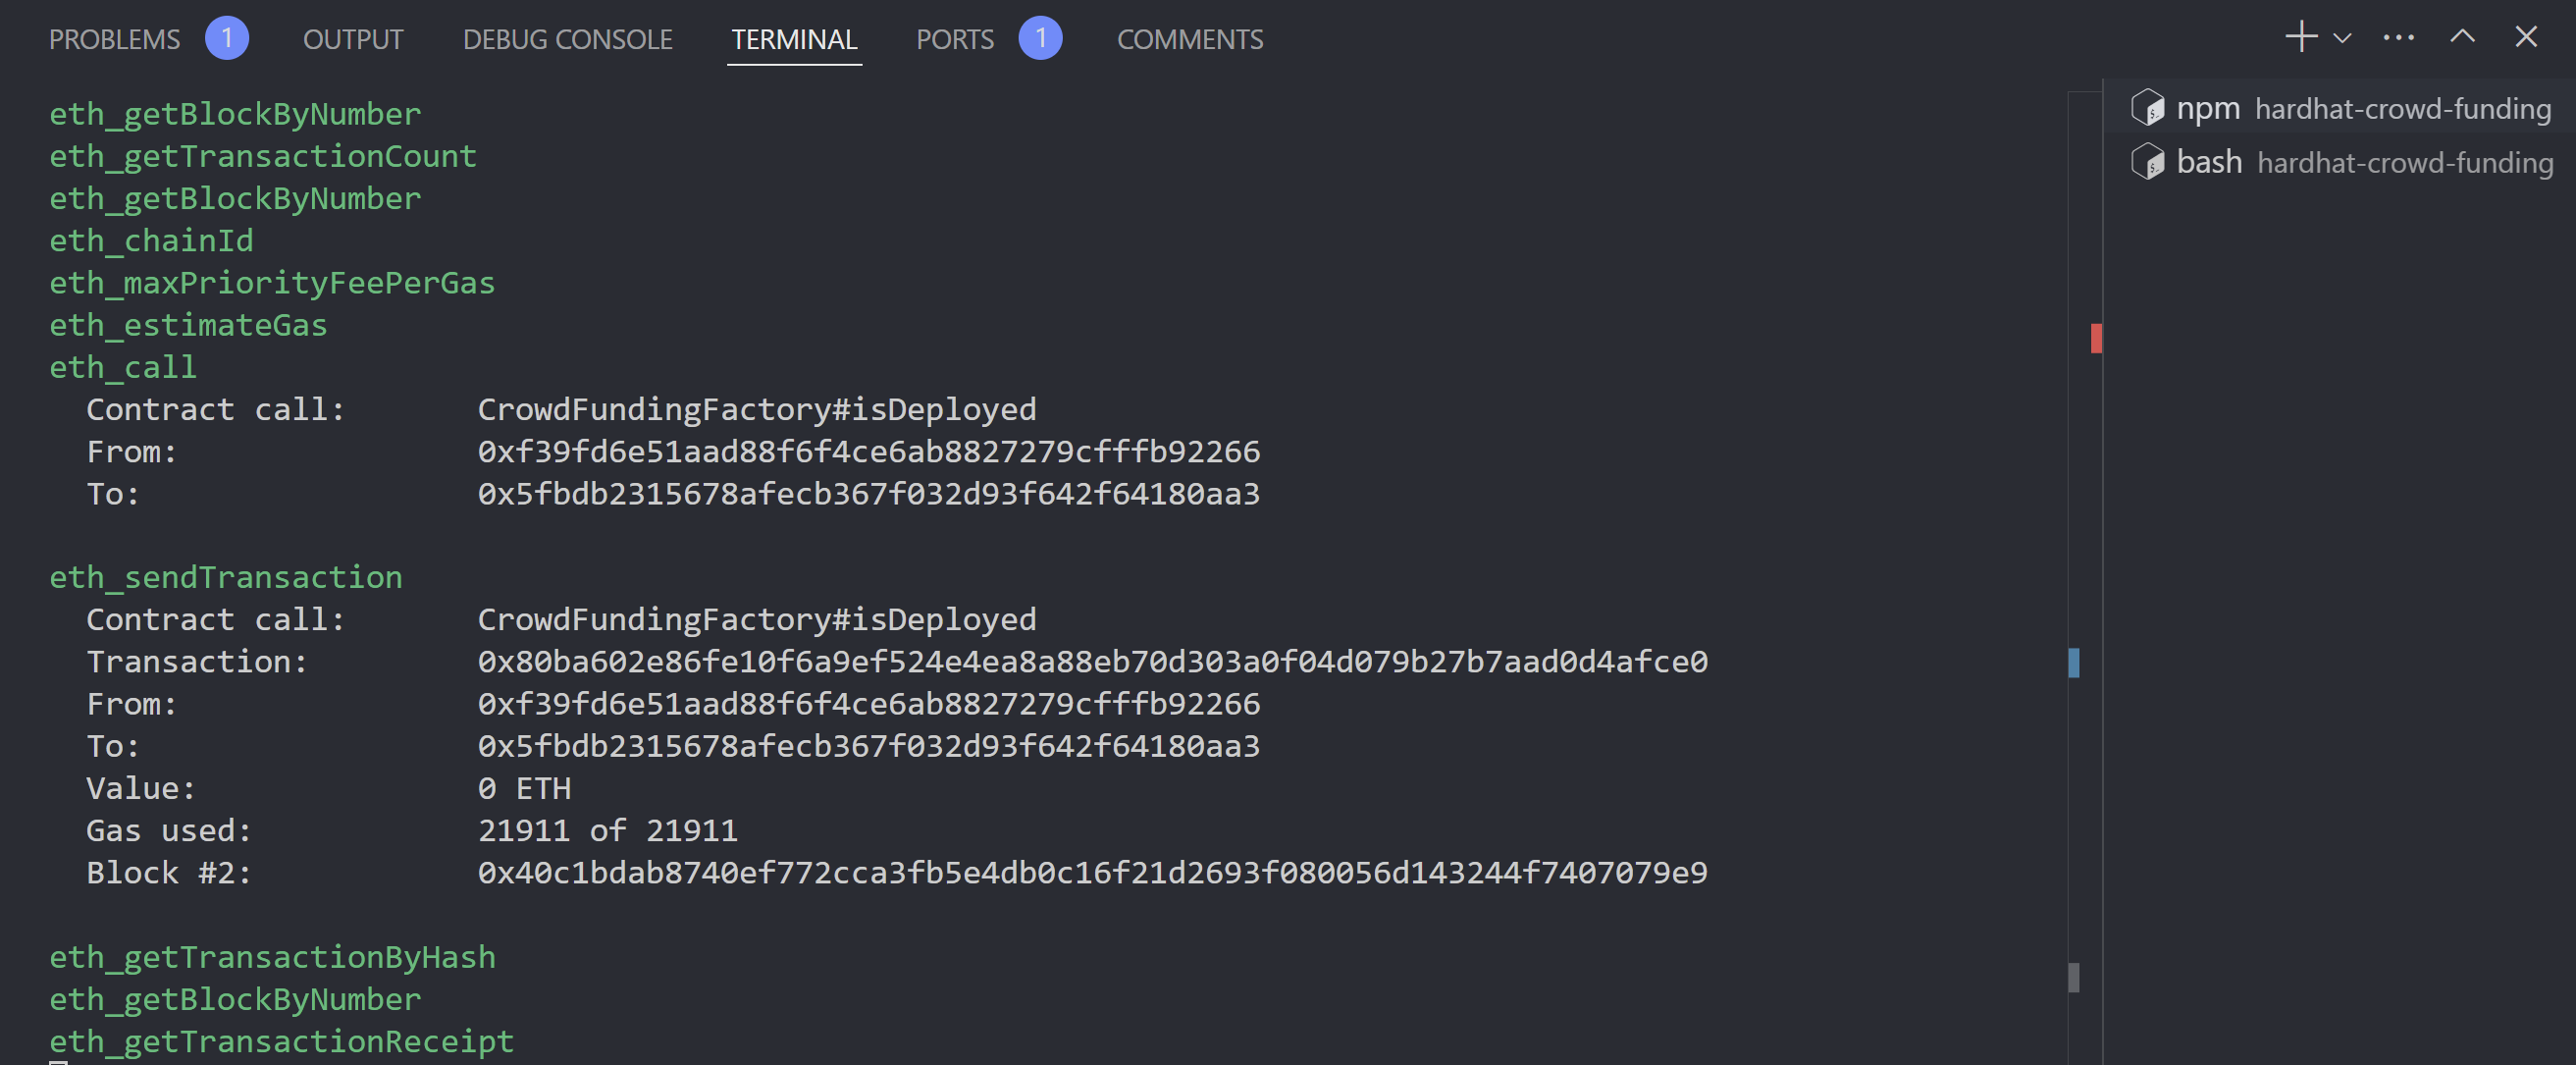 PROBLEMS 1 OUTPUT DEBUG CONSOLE TERMINAL PORTS 1 COMMENTS
eth_getBlockByNumber
eth_getTransactionCount
eth_getBlockByNumber
eth_chainId
eth_maxPriorityFeePerGas
eth_estimateGas
eth_call
Contract call: CrowdFundingFactory#isDeployed
From: 0xf39fd6e51aad88f6f4ce6ab8827279cfffb92266
To: 0x5fbdb2315678afecb367f032d93f642f64180aa3
eth_sendTransaction
Contract call: CrowdFundingFactory#isDeployed
Transaction: 0x80ba602e86fe10f6a9ef524e4ea8a88eb70d303a0f04d079b27b7aad0d4afce0
From: 0xf39fd6e51aad88f6f4ce6ab8827279cfffb92266
To: 0x5fbdb2315678afecb367f032d93f642f64180aa3
Value: 0 ETH
Gas used: 21911 of 21911
Block #2: 0x40c1bdab8740ef772cca3fb5e4db0c16f21d2693f080056d143244f7407079e9
eth_getTransactionByHash
eth_getBlockByNumber
eth_getTransactionReceipt
npm hardhat-crowd-funding
bash hardhat-crowd-funding